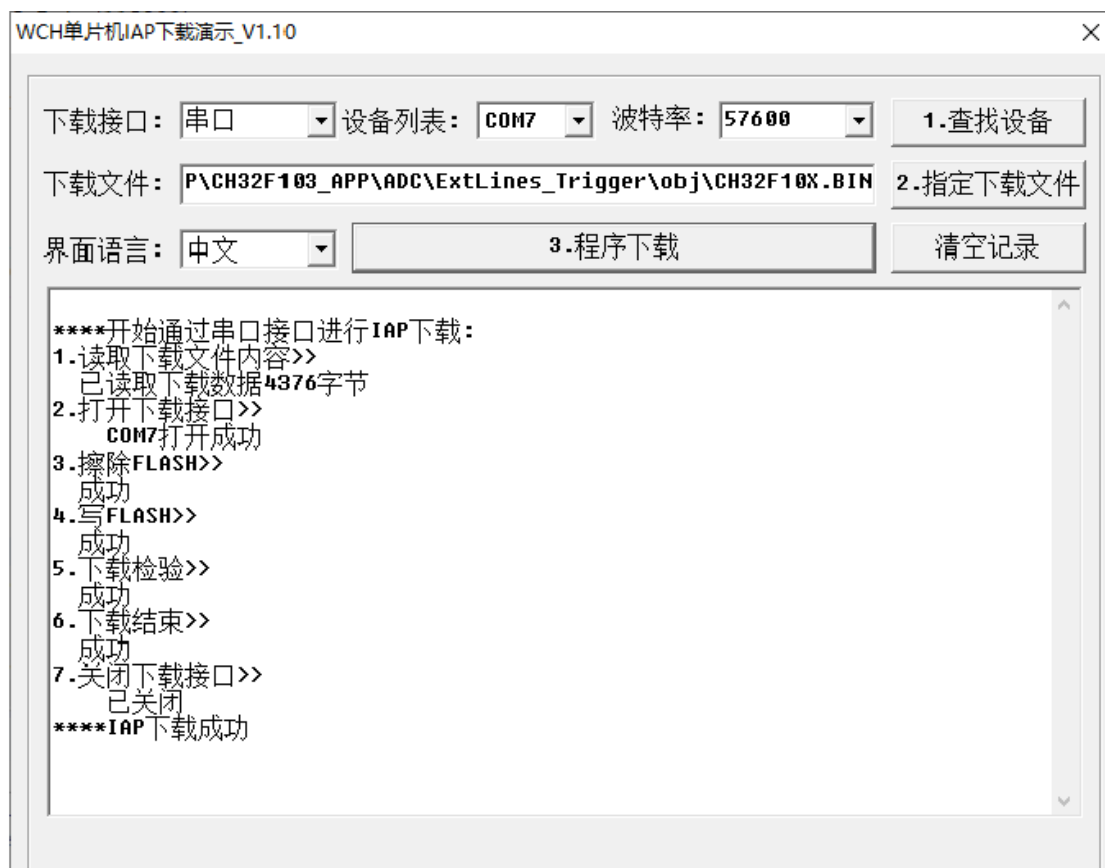 WCH单片机IAP下载演示_V1.10
下载接口: 串口 设备列表: COM7 波特率: 57600 1.查找设备
下载文件: P\CH32F103_APP\ADC\ExtLines_Trigger\obj\CH32F10X.BIN 2.指定下载文件
界面语言: 中文 3.程序下载 清空记录
****开始通过串口接口进行IAP下载:
1.读取下载文件内容>>
已读取下载数据4376字节
2.打开下载接口>>
COM7打开成功
3.擦除FLASH>>
成功
4.写FLASH>>
成功
5.下载检验>>
成功
6.下载结束>>
成功
7.关闭下载接口>>
已关闭
****IAP下载成功